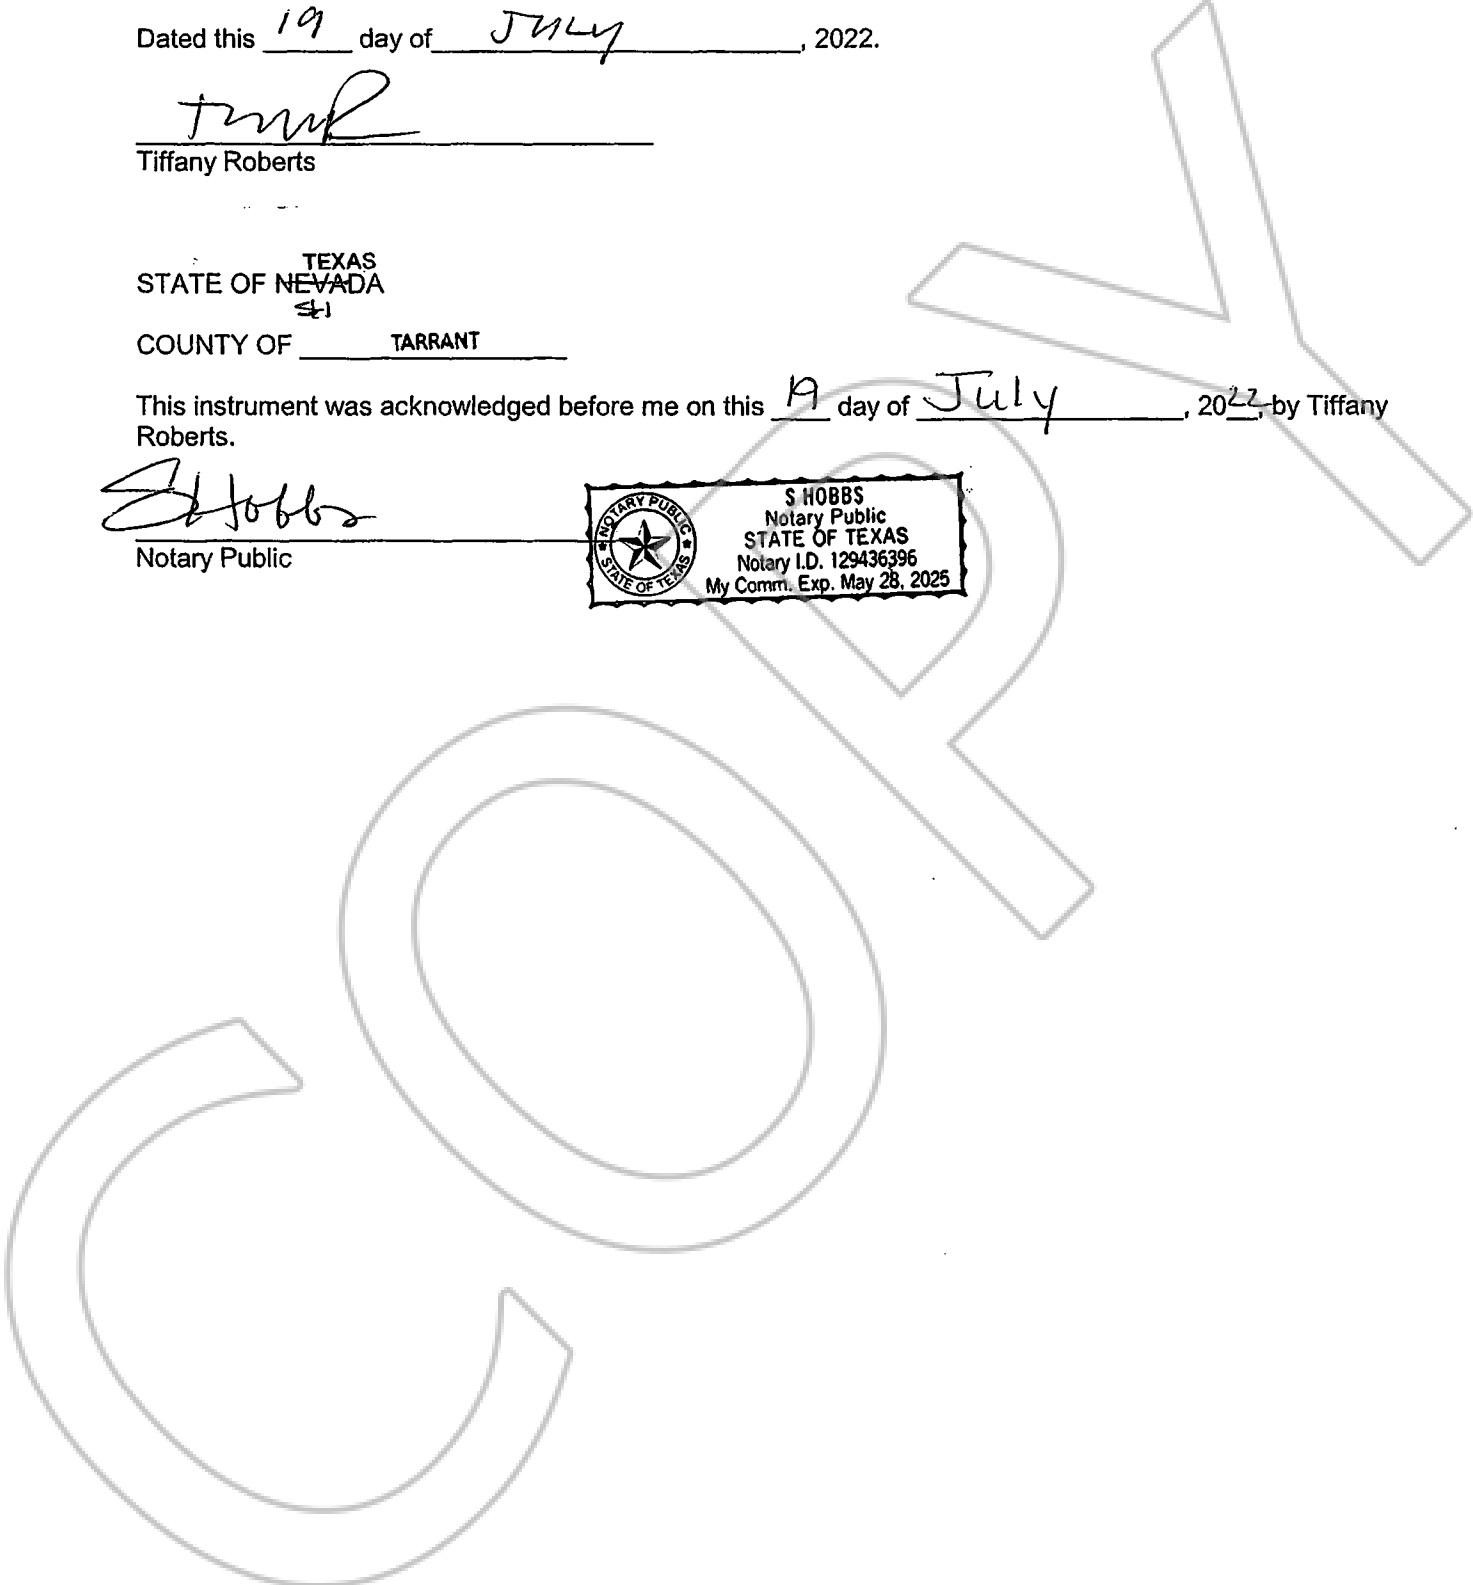 Dated this 19 day of July, 2022.
Tiffany Roberts
TEXAS
STATE OF NEVADA
SH
COUNTY OF TARRANT
This instrument was acknowledged before me on this 19 day of July, 2022, by Tiffany
Roberts.
S Hobbs
Notary Public
NOTARY PUBLIC
STATE OF TEXAS
S HOBBS
Notary Public
STATE OF TEXAS
Notary I.D. 129436396
My Comm. Exp. May 28, 2025
COPY